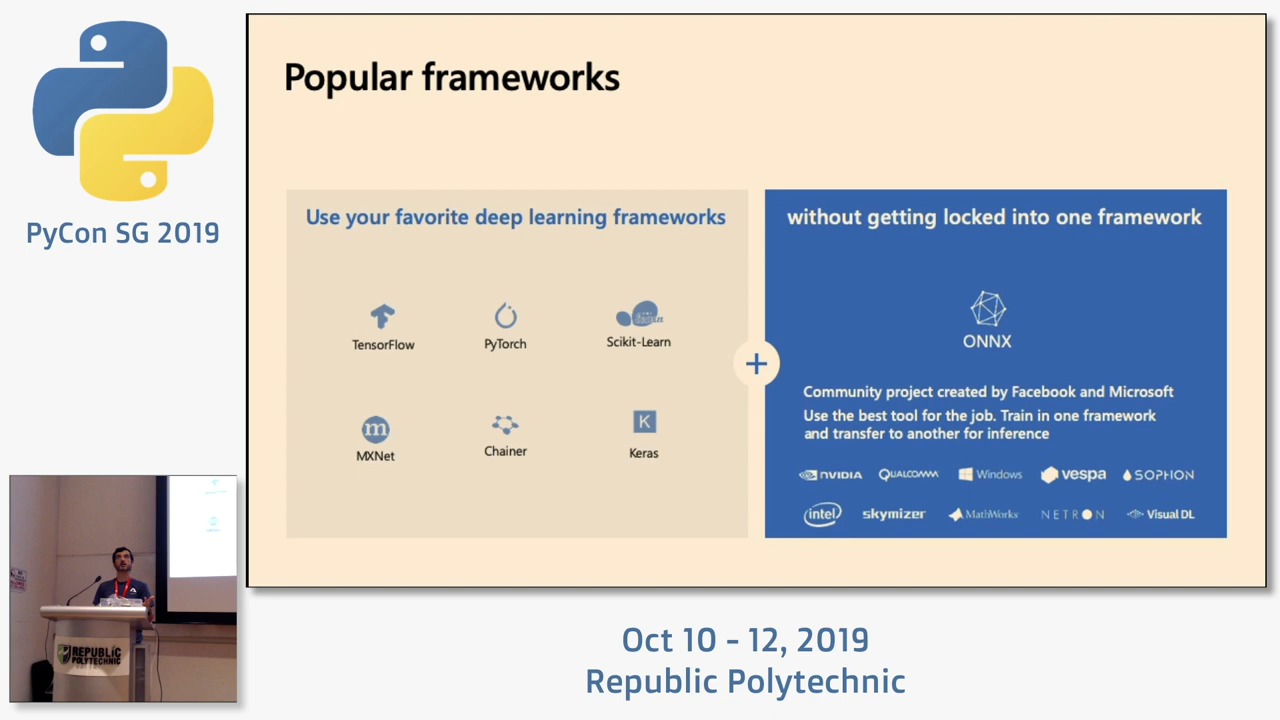 PyCon SG 2019
Popular frameworks
Use your favorite deep learning frameworks
TensorFlow
PyTorch
Scikit-Learn
MXNet
Chainer
Keras
without getting locked into one framework
ONNX
Community project created by Facebook and Microsoft
Use the best tool for the job. Train in one framework
and transfer to another for inference
NVIDIA QUALCOMM Windows vespa SOPHON
intel skymizer MathWorks NETRON Visual DL
m
K
+
REPUBLIC
POLYTECHNIC
Oct 10 - 12, 2019
Republic Polytechnic